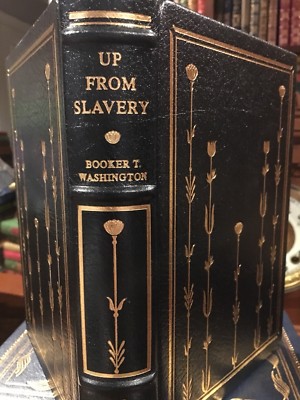 UP
FROM
SLAVERY
BOOKER T.
WASHINGTON